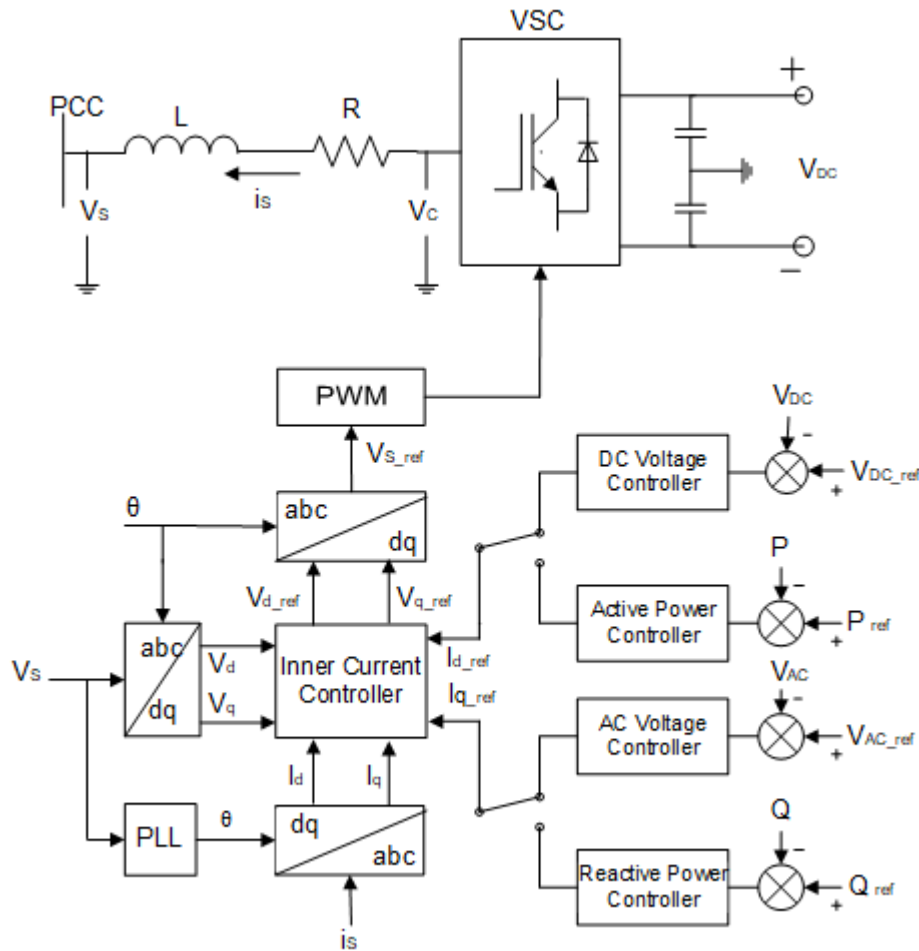 VSC
PCC
L
R
+
iS
VS
VC
VDC
−
PWM
VS_ref
VDC
-
DC Voltage
Controller
VDC_ref
+
θ
abc
dq
P
-
Vd_ref
Vq_ref
Active Power
Controller
P ref
+
abc
dq
VS
Vd
Vq
Inner Current
Controller
Id_ref
Iq_ref
VAC
-
AC Voltage
Controller
VAC_ref
+
Id
Iq
PLL
θ
dq
abc
Q
-
Reactive Power
Controller
Q ref
+
iS